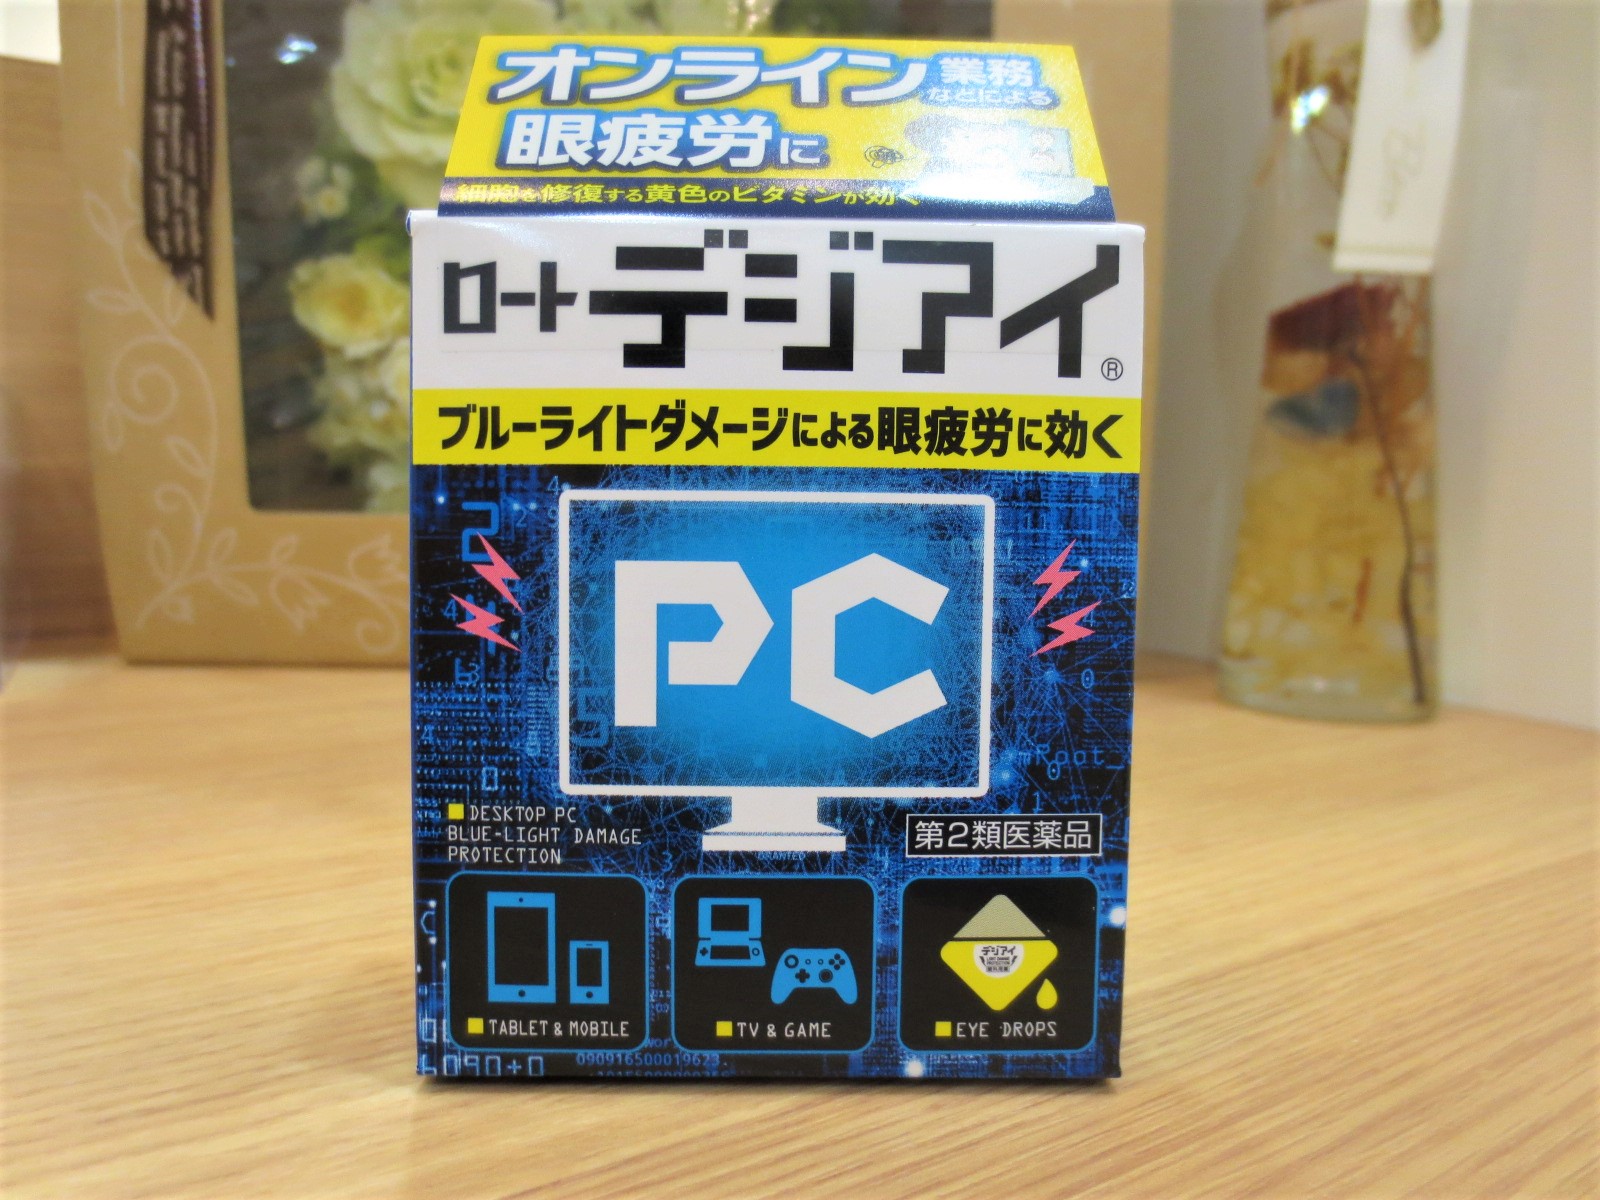 オンライン業務などによる
眼疲労に
細胞を修復する黄色のビタミンが効く
ロートデジアイ®
ブルーライトダメージによる眼疲労に効く
PC
DESKTOP PC
BLUE-LIGHT DAMAGE
PROTECTION
第2類医薬品
デジアイ
TABLET & MOBILE
TV & GAME
EYE DROPS
6090+0
090916500019623.